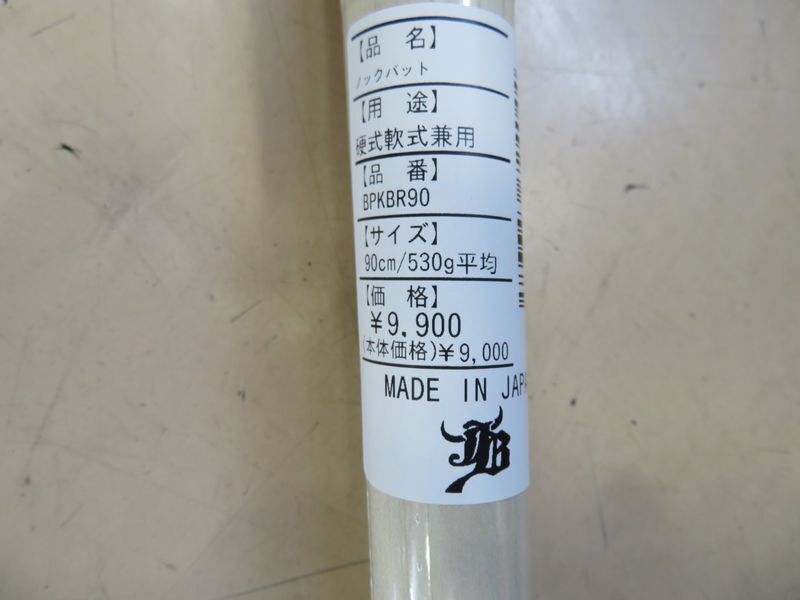 【品 名】
ノックバット
【用 途】
硬式軟式兼用
【品 番】
BPKBR90
【サイズ】
90cm/530g平均
【価 格】
¥9,900
(本体価格)¥9,000
MADE IN JAPA
JB